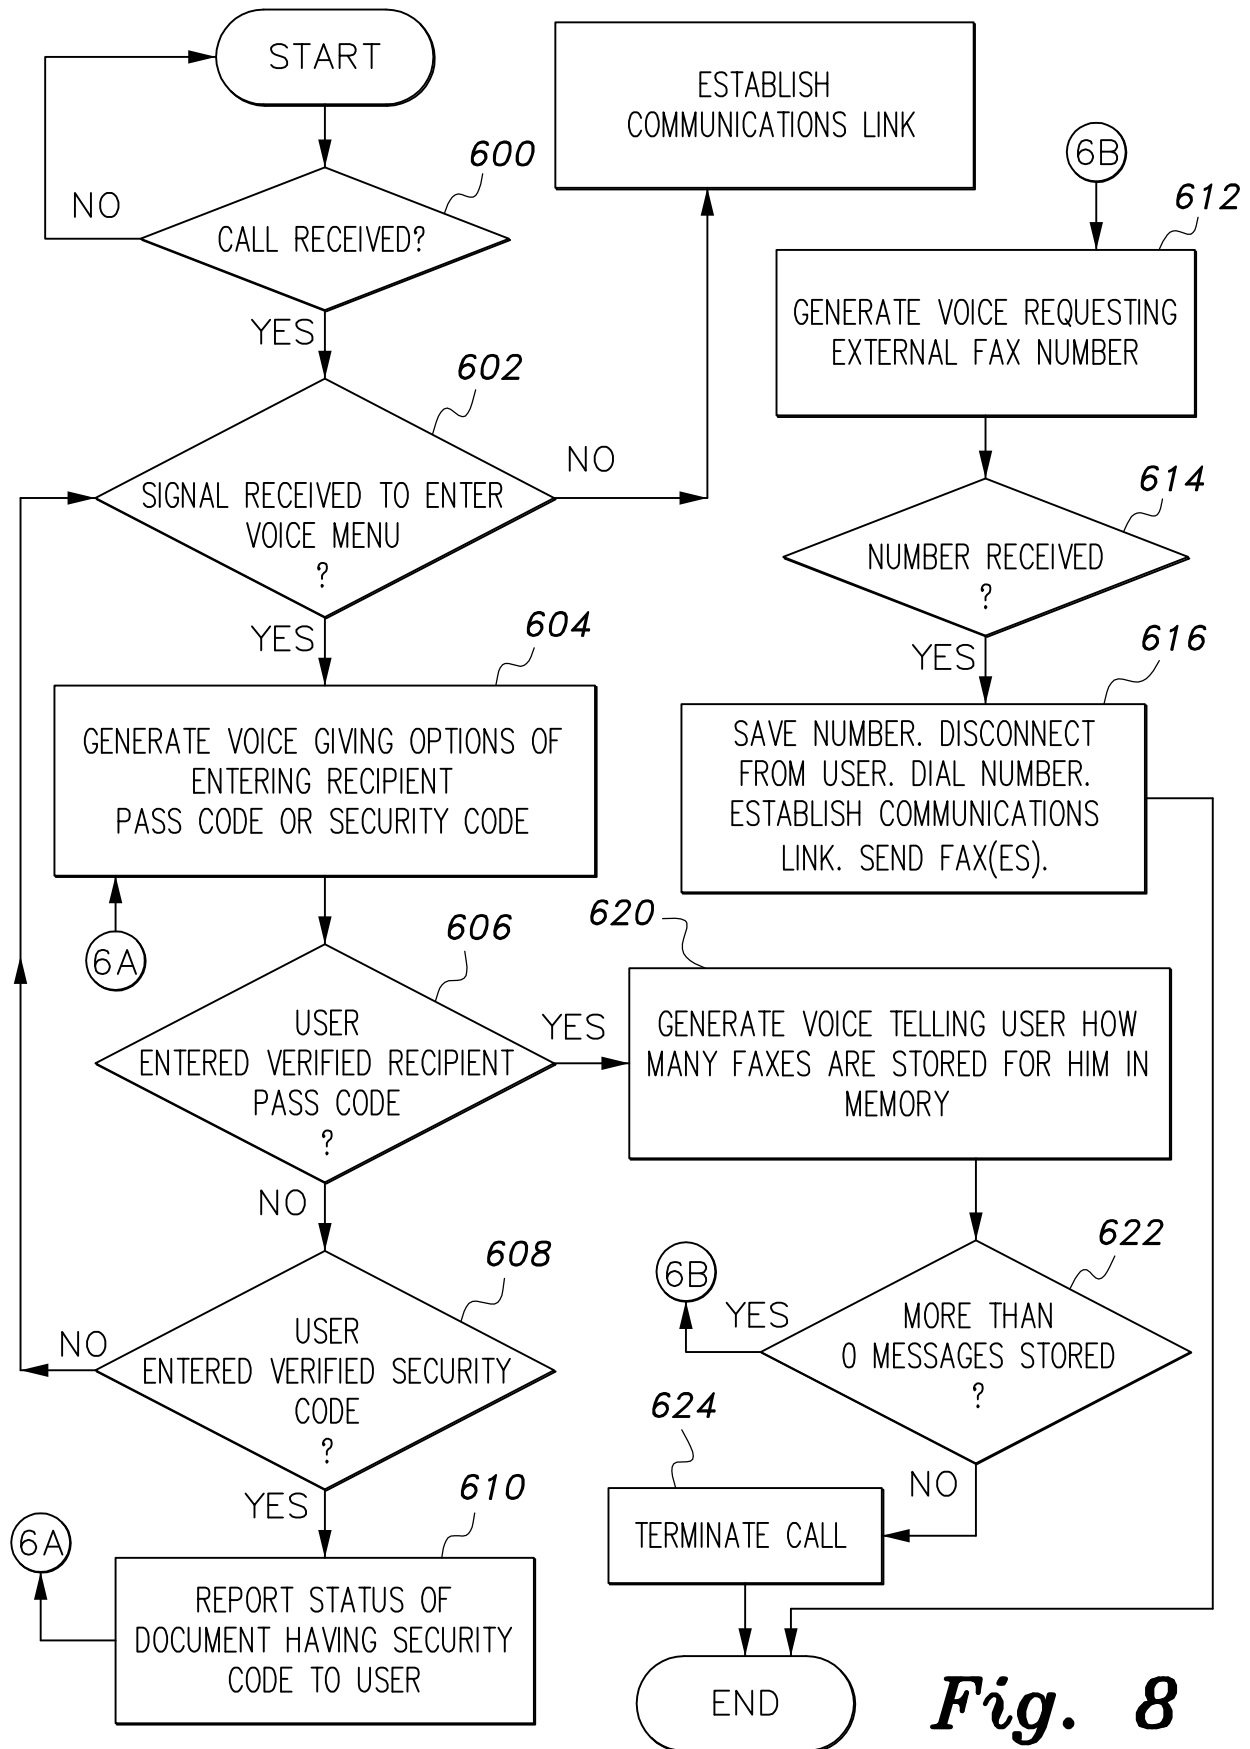 START
600
NO
CALL RECEIVED?
YES
602
SIGNAL RECEIVED TO ENTER
VOICE MENU
?
NO
ESTABLISH
COMMUNICATIONS LINK
YES
604
GENERATE VOICE GIVING OPTIONS OF
ENTERING RECIPIENT
PASS CODE OR SECURITY CODE
6A
606
USER
ENTERED VERIFIED RECIPIENT
PASS CODE
?
YES
NO
608
USER
ENTERED VERIFIED SECURITY
CODE
?
NO
YES
610
6A
REPORT STATUS OF
DOCUMENT HAVING SECURITY
CODE TO USER
6B
612
GENERATE VOICE REQUESTING
EXTERNAL FAX NUMBER
614
NUMBER RECEIVED
?
YES
616
SAVE NUMBER. DISCONNECT
FROM USER. DIAL NUMBER.
ESTABLISH COMMUNICATIONS
LINK. SEND FAX(ES).
620
GENERATE VOICE TELLING USER HOW
MANY FAXES ARE STORED FOR HIM IN
MEMORY
622
6B
YES
MORE THAN
0 MESSAGES STORED
?
NO
624
TERMINATE CALL
END
Fig. 8